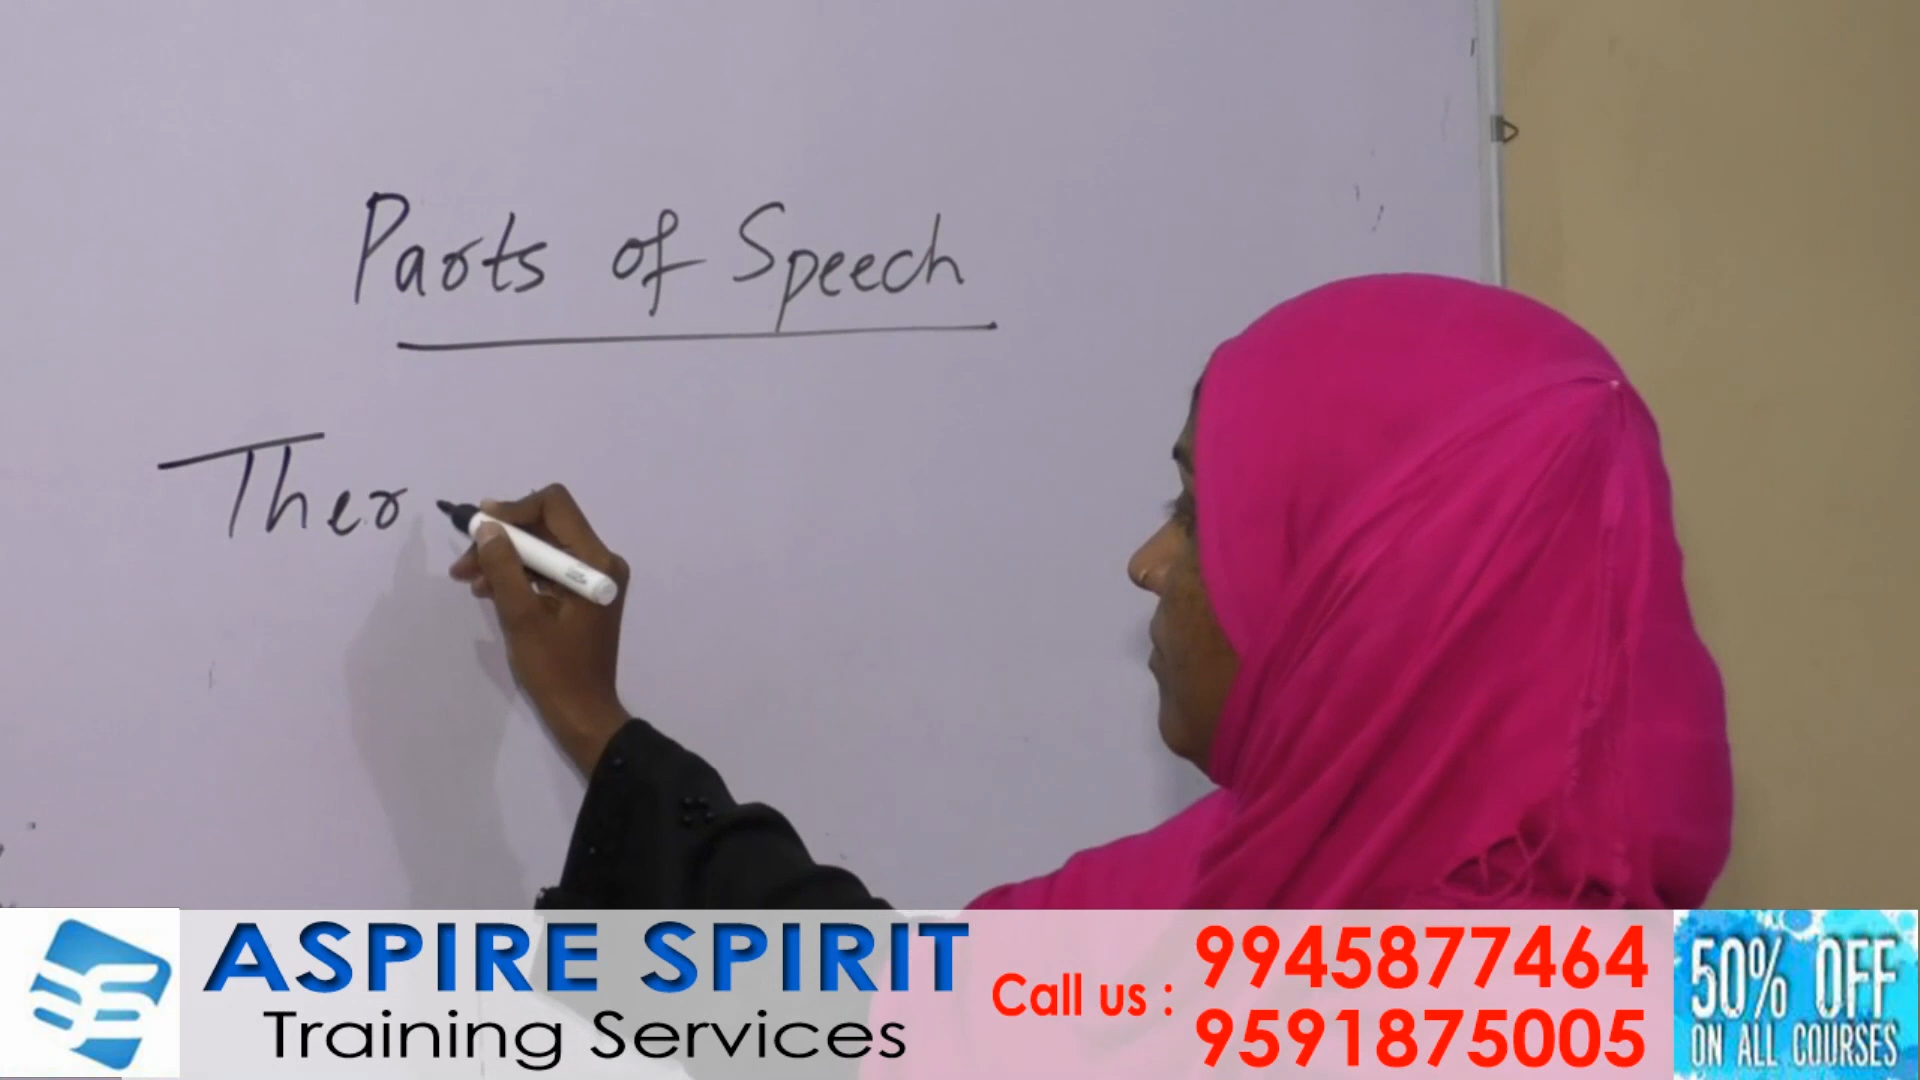 Parts of Speech
Ther
ASPIRE SPIRIT
Training Services
Call us :
9945877464
9591875005
50% OFF
ON ALL COURSES